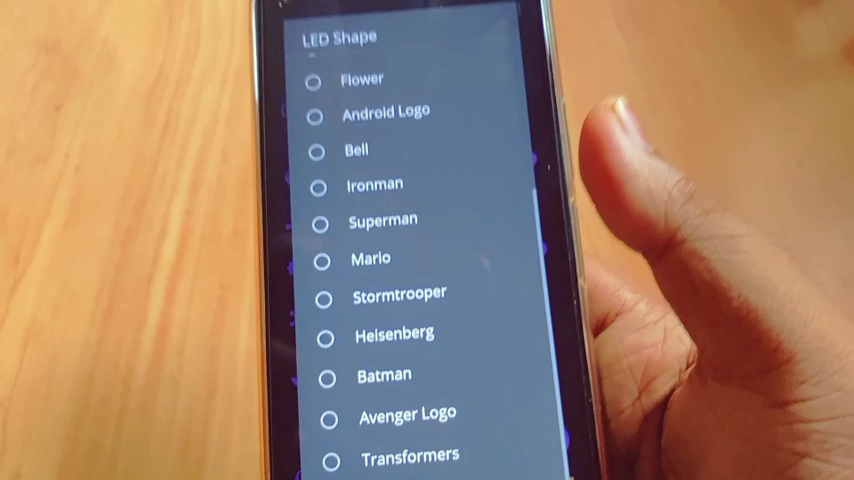 LED Shape
Flower
Android Logo
Bell
Ironman
Superman
Mario
Stormtrooper
Heisenberg
Batman
Avenger Logo
Transformers